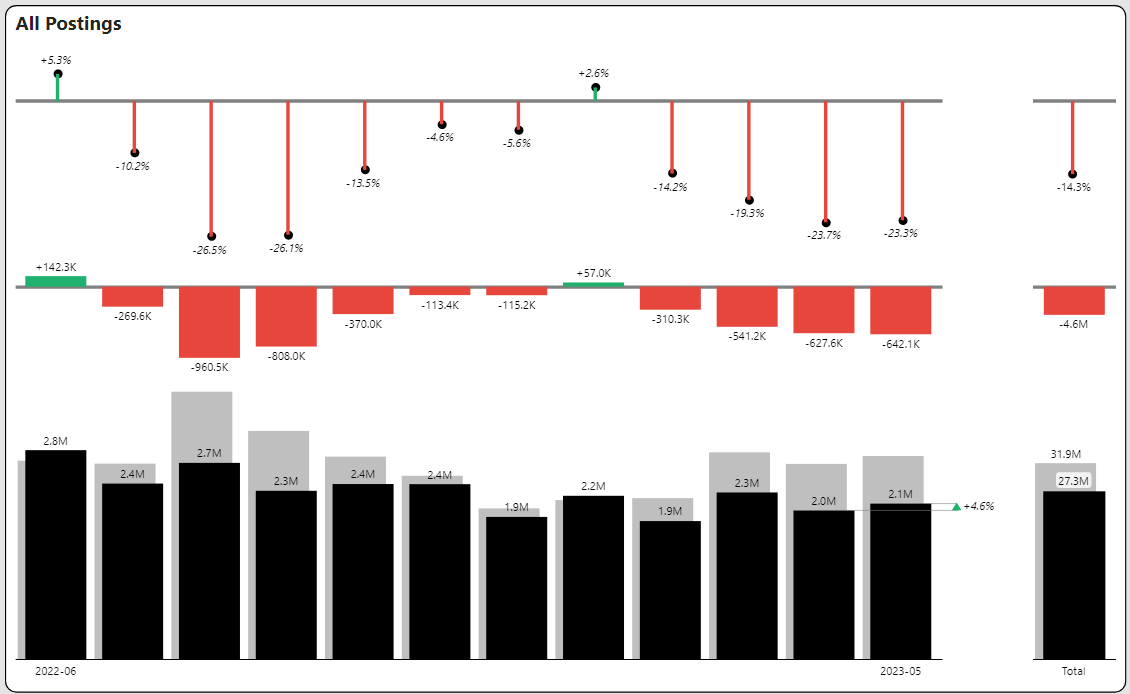 All Postings
+5.3%
-10.2%
-26.5%
-26.1%
-13.5%
-4.6%
-5.6%
+2.6%
-14.2%
-19.3%
-23.7%
-23.3%
-14.3%
+142.3K
-269.6K
-960.5K
-808.0K
-370.0K
-113.4K
-115.2K
+57.0K
-310.3K
-541.2K
-627.6K
-642.1K
-4.6M
2.8M
2.4M
2.7M
2.3M
2.4M
2.4M
1.9M
2.2M
1.9M
2.3M
2.0M
2.1M
+4.6%
31.9M
27.3M
2022-06
2023-05
Total